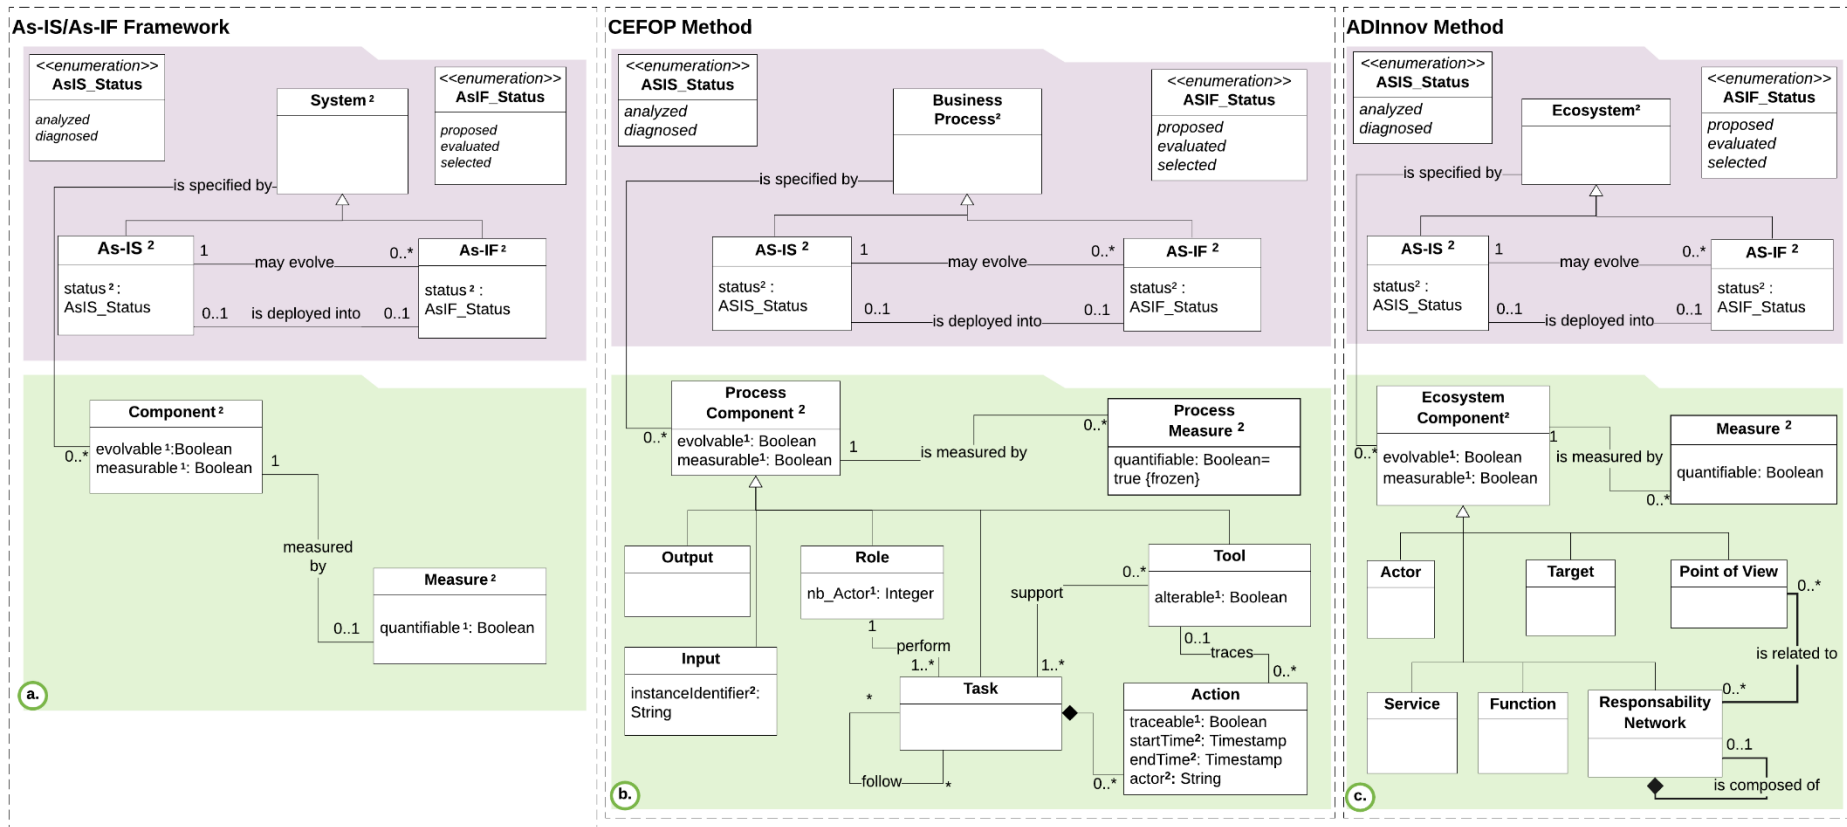 As-IS/As-IF Framework
<<enumeration>>
AsIS_Status
analyzed
diagnosed
System ²
<<enumeration>>
AsIF_Status
proposed
evaluated
selected
is specified by
As-IS ²
status ² :
AsIS_Status
1
may evolve
0..*
0..1
is deployed into
0..1
As-IF ²
status ² :
AsIF_Status
Component ²
evolvable ¹:Boolean
measurable ¹: Boolean
0..*
1
measured
by
0..1
Measure ²
quantifiable ¹: Boolean
a.
CEFOP Method
<<enumeration>>
ASIS_Status
analyzed
diagnosed
Business
Process²
<<enumeration>>
ASIF_Status
proposed
evaluated
selected
is specified by
AS-IS ²
status² :
ASIS_Status
1
may evolve
0..*
0..1
is deployed into
0..1
AS-IF ²
status² :
ASIF_Status
Process
Component ²
evolvable¹: Boolean
measurable¹: Boolean
0..*
1
is measured by
0..*
Process
Measure ²
quantifiable: Boolean=
true {frozen}
Output
Role
nb_Actor¹: Integer
Tool
alterable¹: Boolean
support
0..*
1..*
1
perform
1..*
0..1
traces
0..*
Input
instanceIdentifier²:
String
Task
*
follow
*
Action
traceable¹: Boolean
startTime²: Timestamp
endTime²: Timestamp
actor²: String
0..*
b.
ADInnov Method
<<enumeration>>
ASIS_Status
analyzed
diagnosed
Ecosystem²
<<enumeration>>
ASIF_Status
proposed
evaluated
selected
is specified by
AS-IS ²
status² :
ASIS_Status
1
may evolve
0..*
0..1
is deployed into
0..1
AS-IF ²
status² :
ASIF_Status
Ecosystem
Component²
evolvable¹: Boolean
measurable¹: Boolean
0..*
1
is measured by
0..*
Measure ²
quantifiable: Boolean
Actor
Target
Point of View
0..*
is related to
0..*
Service
Function
Responsability
Network
0..1
is composed of
c.